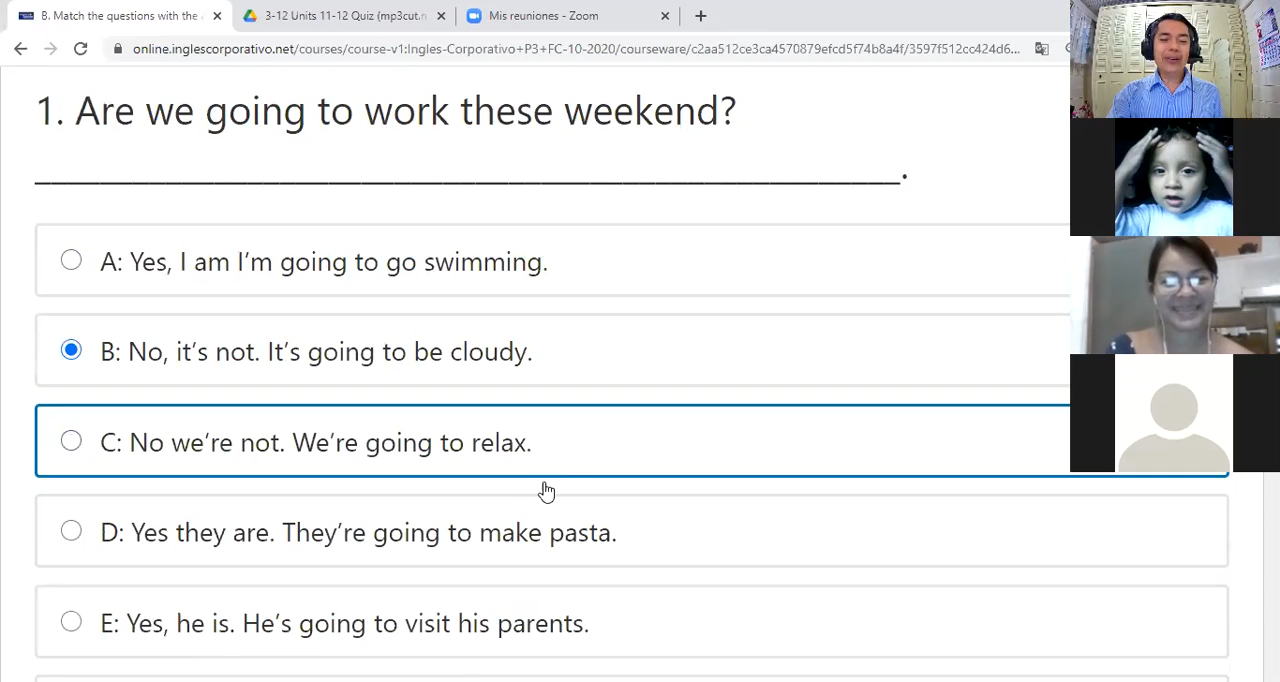 B. Match the questions with the
3-12 Units 11-12 Quiz (mp3cut.n
Mis reuniones - Zoom
online.inglescorporativo.net/courses/course-v1:Ingles-Corporativo+P3+FC-10-2020/courseware/c2aa512ce3ca4570879efcd5f74b8a4f/3597f512cc424d6...
1. Are we going to work these weekend?
____________________________________________________.
A: Yes, I am I’m going to go swimming.
B: No, it’s not. It’s going to be cloudy.
C: No we’re not. We’re going to relax.
D: Yes they are. They’re going to make pasta.
E: Yes, he is. He’s going to visit his parents.